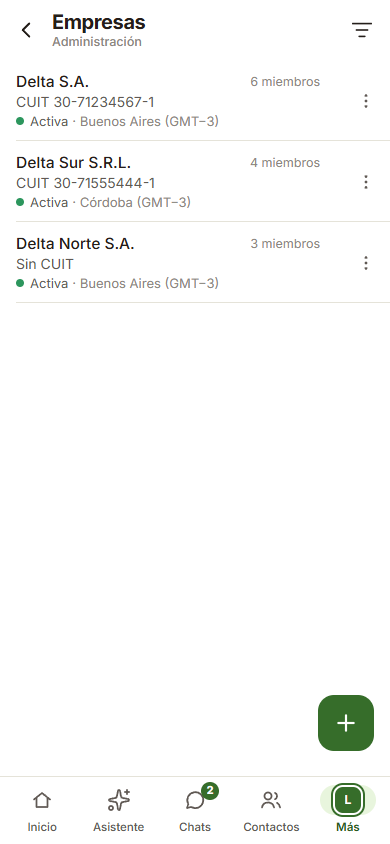 Empresas
Administración
Delta S.A.
6 miembros
CUIT 30-71234567-1
Activa · Buenos Aires (GMT−3)
Delta Sur S.R.L.
4 miembros
CUIT 30-71555444-1
Activa · Córdoba (GMT−3)
Delta Norte S.A.
3 miembros
Sin CUIT
Activa · Buenos Aires (GMT−3)
2
L
Inicio
Asistente
Chats
Contactos
Más